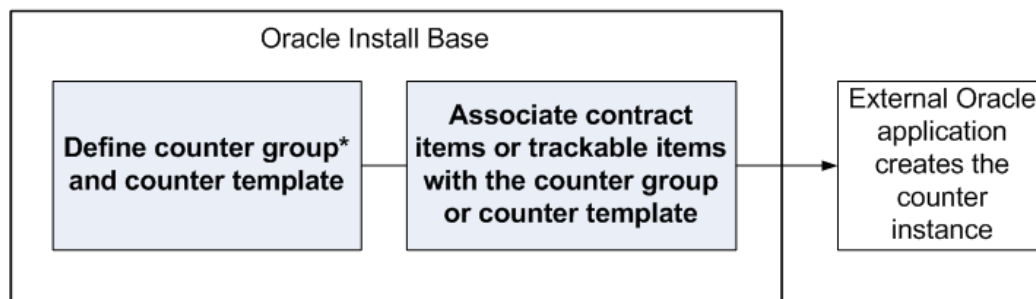 Oracle Install Base
Define counter group*
and counter template
Associate contract
items or trackable items
with the counter group
or counter template
External Oracle
application
creates the
counter
instance